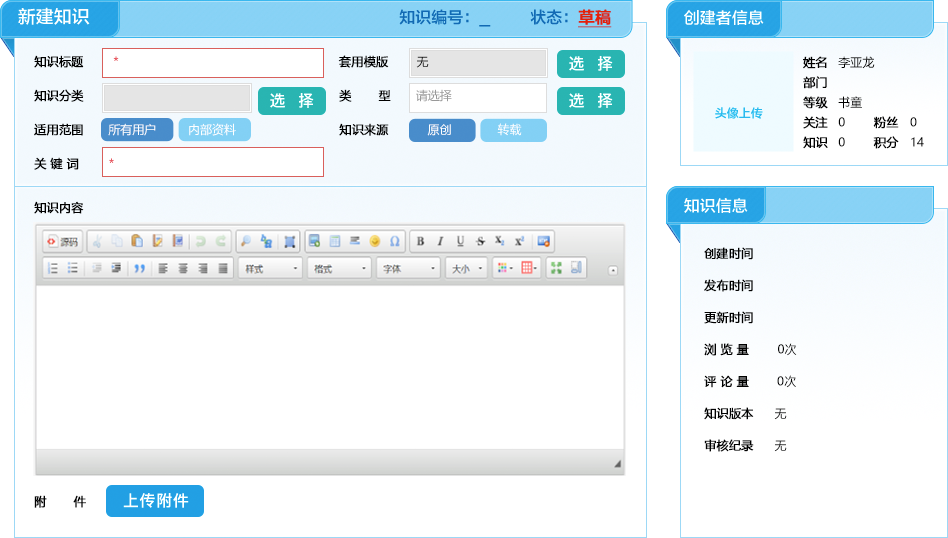 新建知识 知识编号：_ 状态：草稿
知识标题 * 套用模版 无 选 择
知识分类 选 择 类 型 请选择 选 择
适用范围 所有用户 内部资料 知识来源 原创 转载
关 键 词 *
知识内容
源码 B I U S X₂ X²
样式 格式 字体 大小
附 件 上传附件
创建者信息
头像上传
姓名 李亚龙
部门
等级 书童
关注 0 粉丝 0
知识 0 积分 14
知识信息
创建时间
发布时间
更新时间
浏 览 量 0次
评 论 量 0次
知识版本 无
审核纪录 无